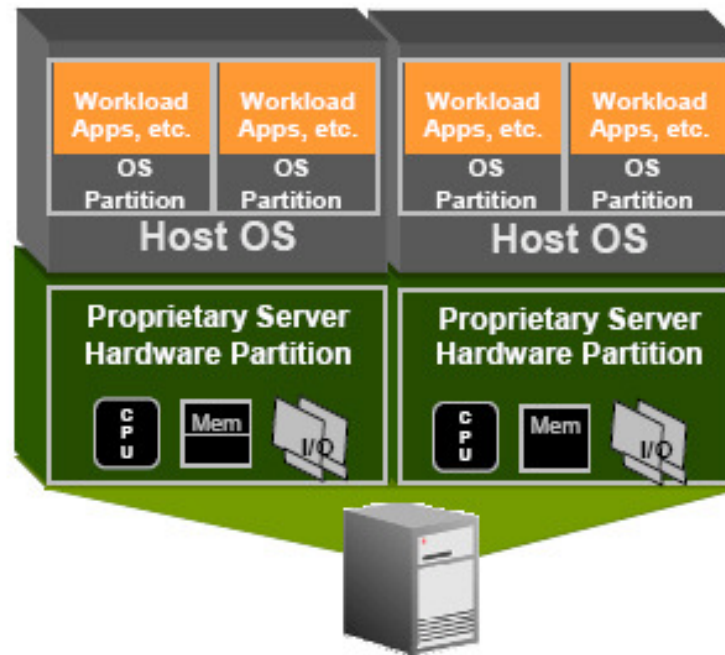 Workload
Apps, etc.
OS
Partition
Workload
Apps, etc.
OS
Partition
Host OS
Workload
Apps, etc.
OS
Partition
Workload
Apps, etc.
OS
Partition
Host OS
Proprietary Server
Hardware Partition
CPU
Mem
I/O
Proprietary Server
Hardware Partition
CPU
Mem
I/O